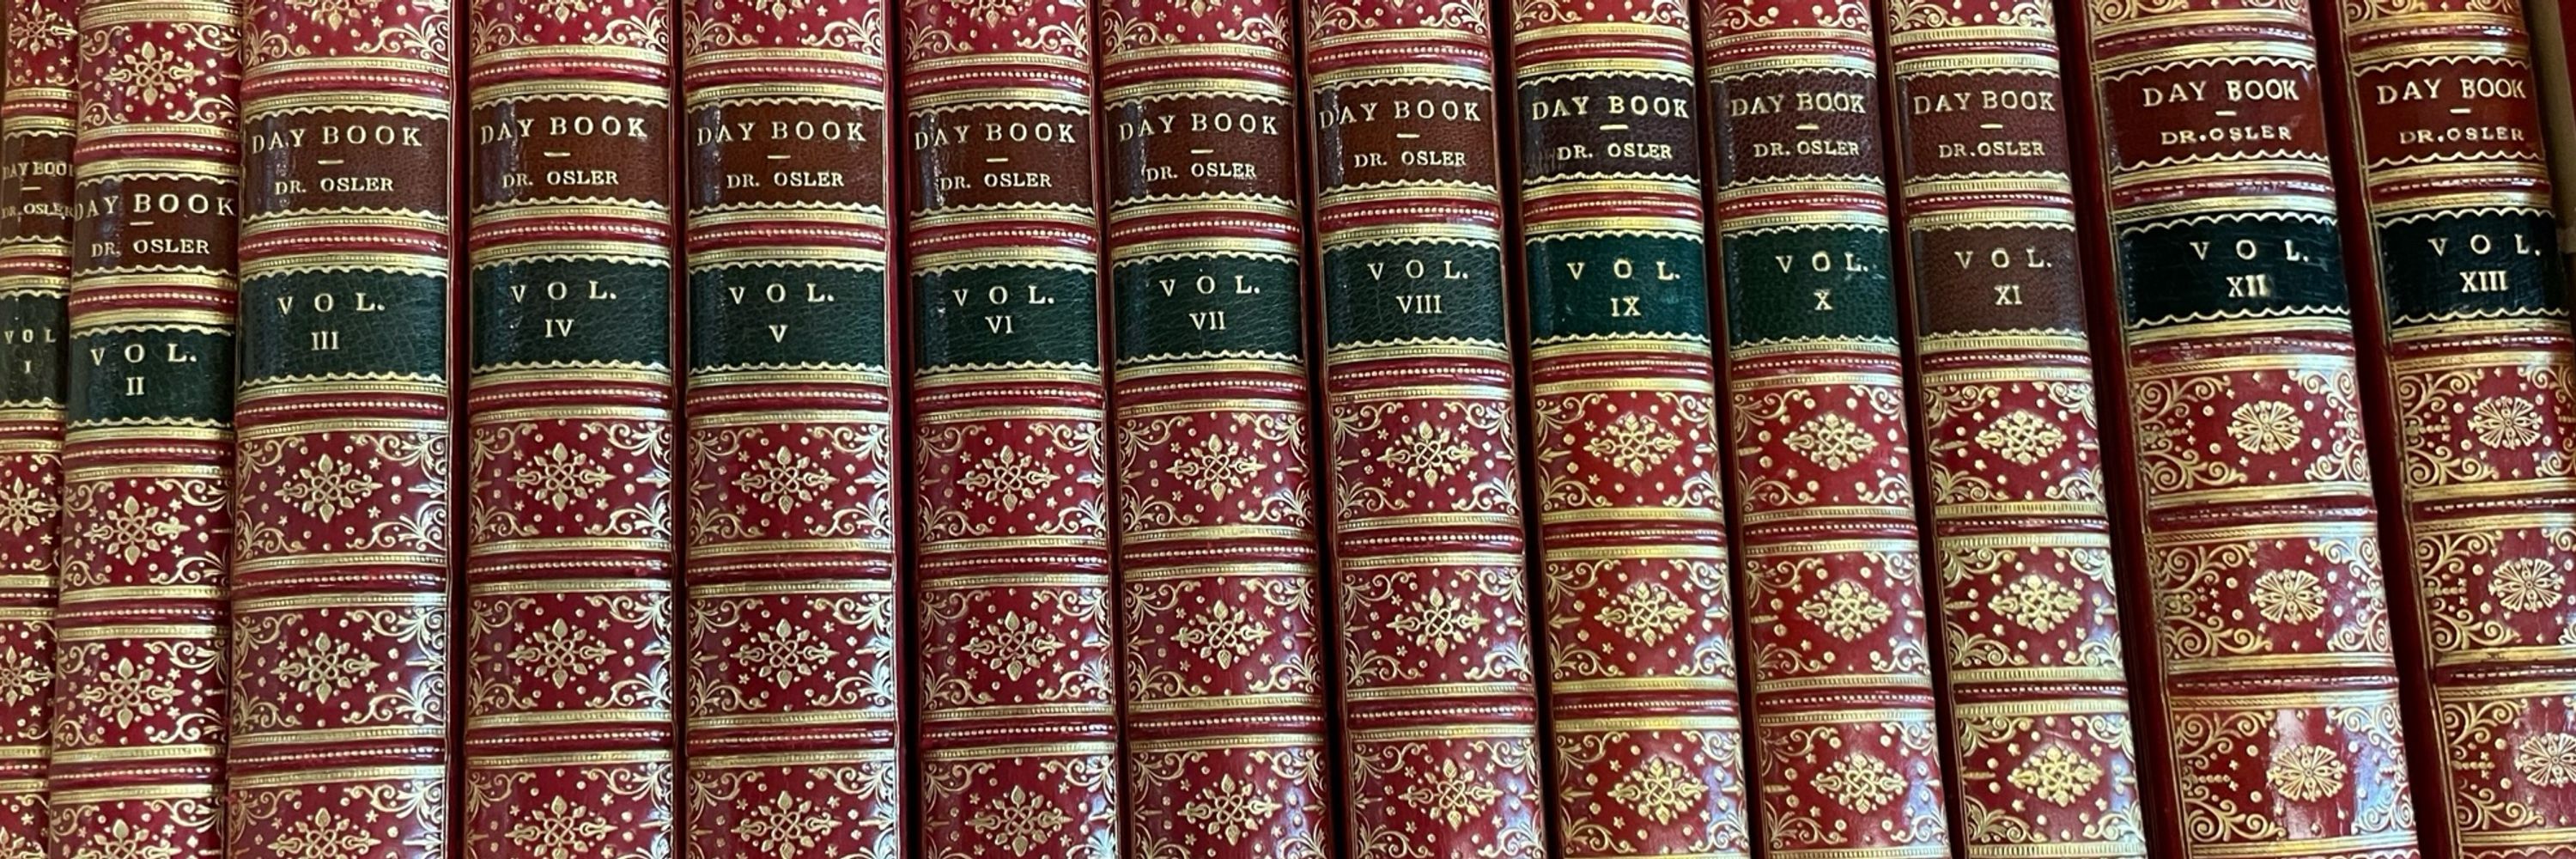 DAY BOOK
DR. OSLER
VOL
I
DAY BOOK
DR. OSLER
VOL.
II
DAY BOOK
DR. OSLER
VOL.
III
DAY BOOK
DR. OSLER
VOL.
IV
DAY BOOK
DR. OSLER
VOL.
V
DAY BOOK
DR. OSLER
VOL.
VI
DAY BOOK
DR. OSLER
VOL.
VII
DAY BOOK
DR. OSLER
VOL.
VIII
DAY BOOK
DR. OSLER
VOL.
IX
DAY BOOK
DR. OSLER
VOL.
X
DAY BOOK
DR. OSLER
VOL.
XI
DAY BOOK
DR. OSLER
VOL.
XII
DAY BOOK
DR. OSLER
VOL.
XIII